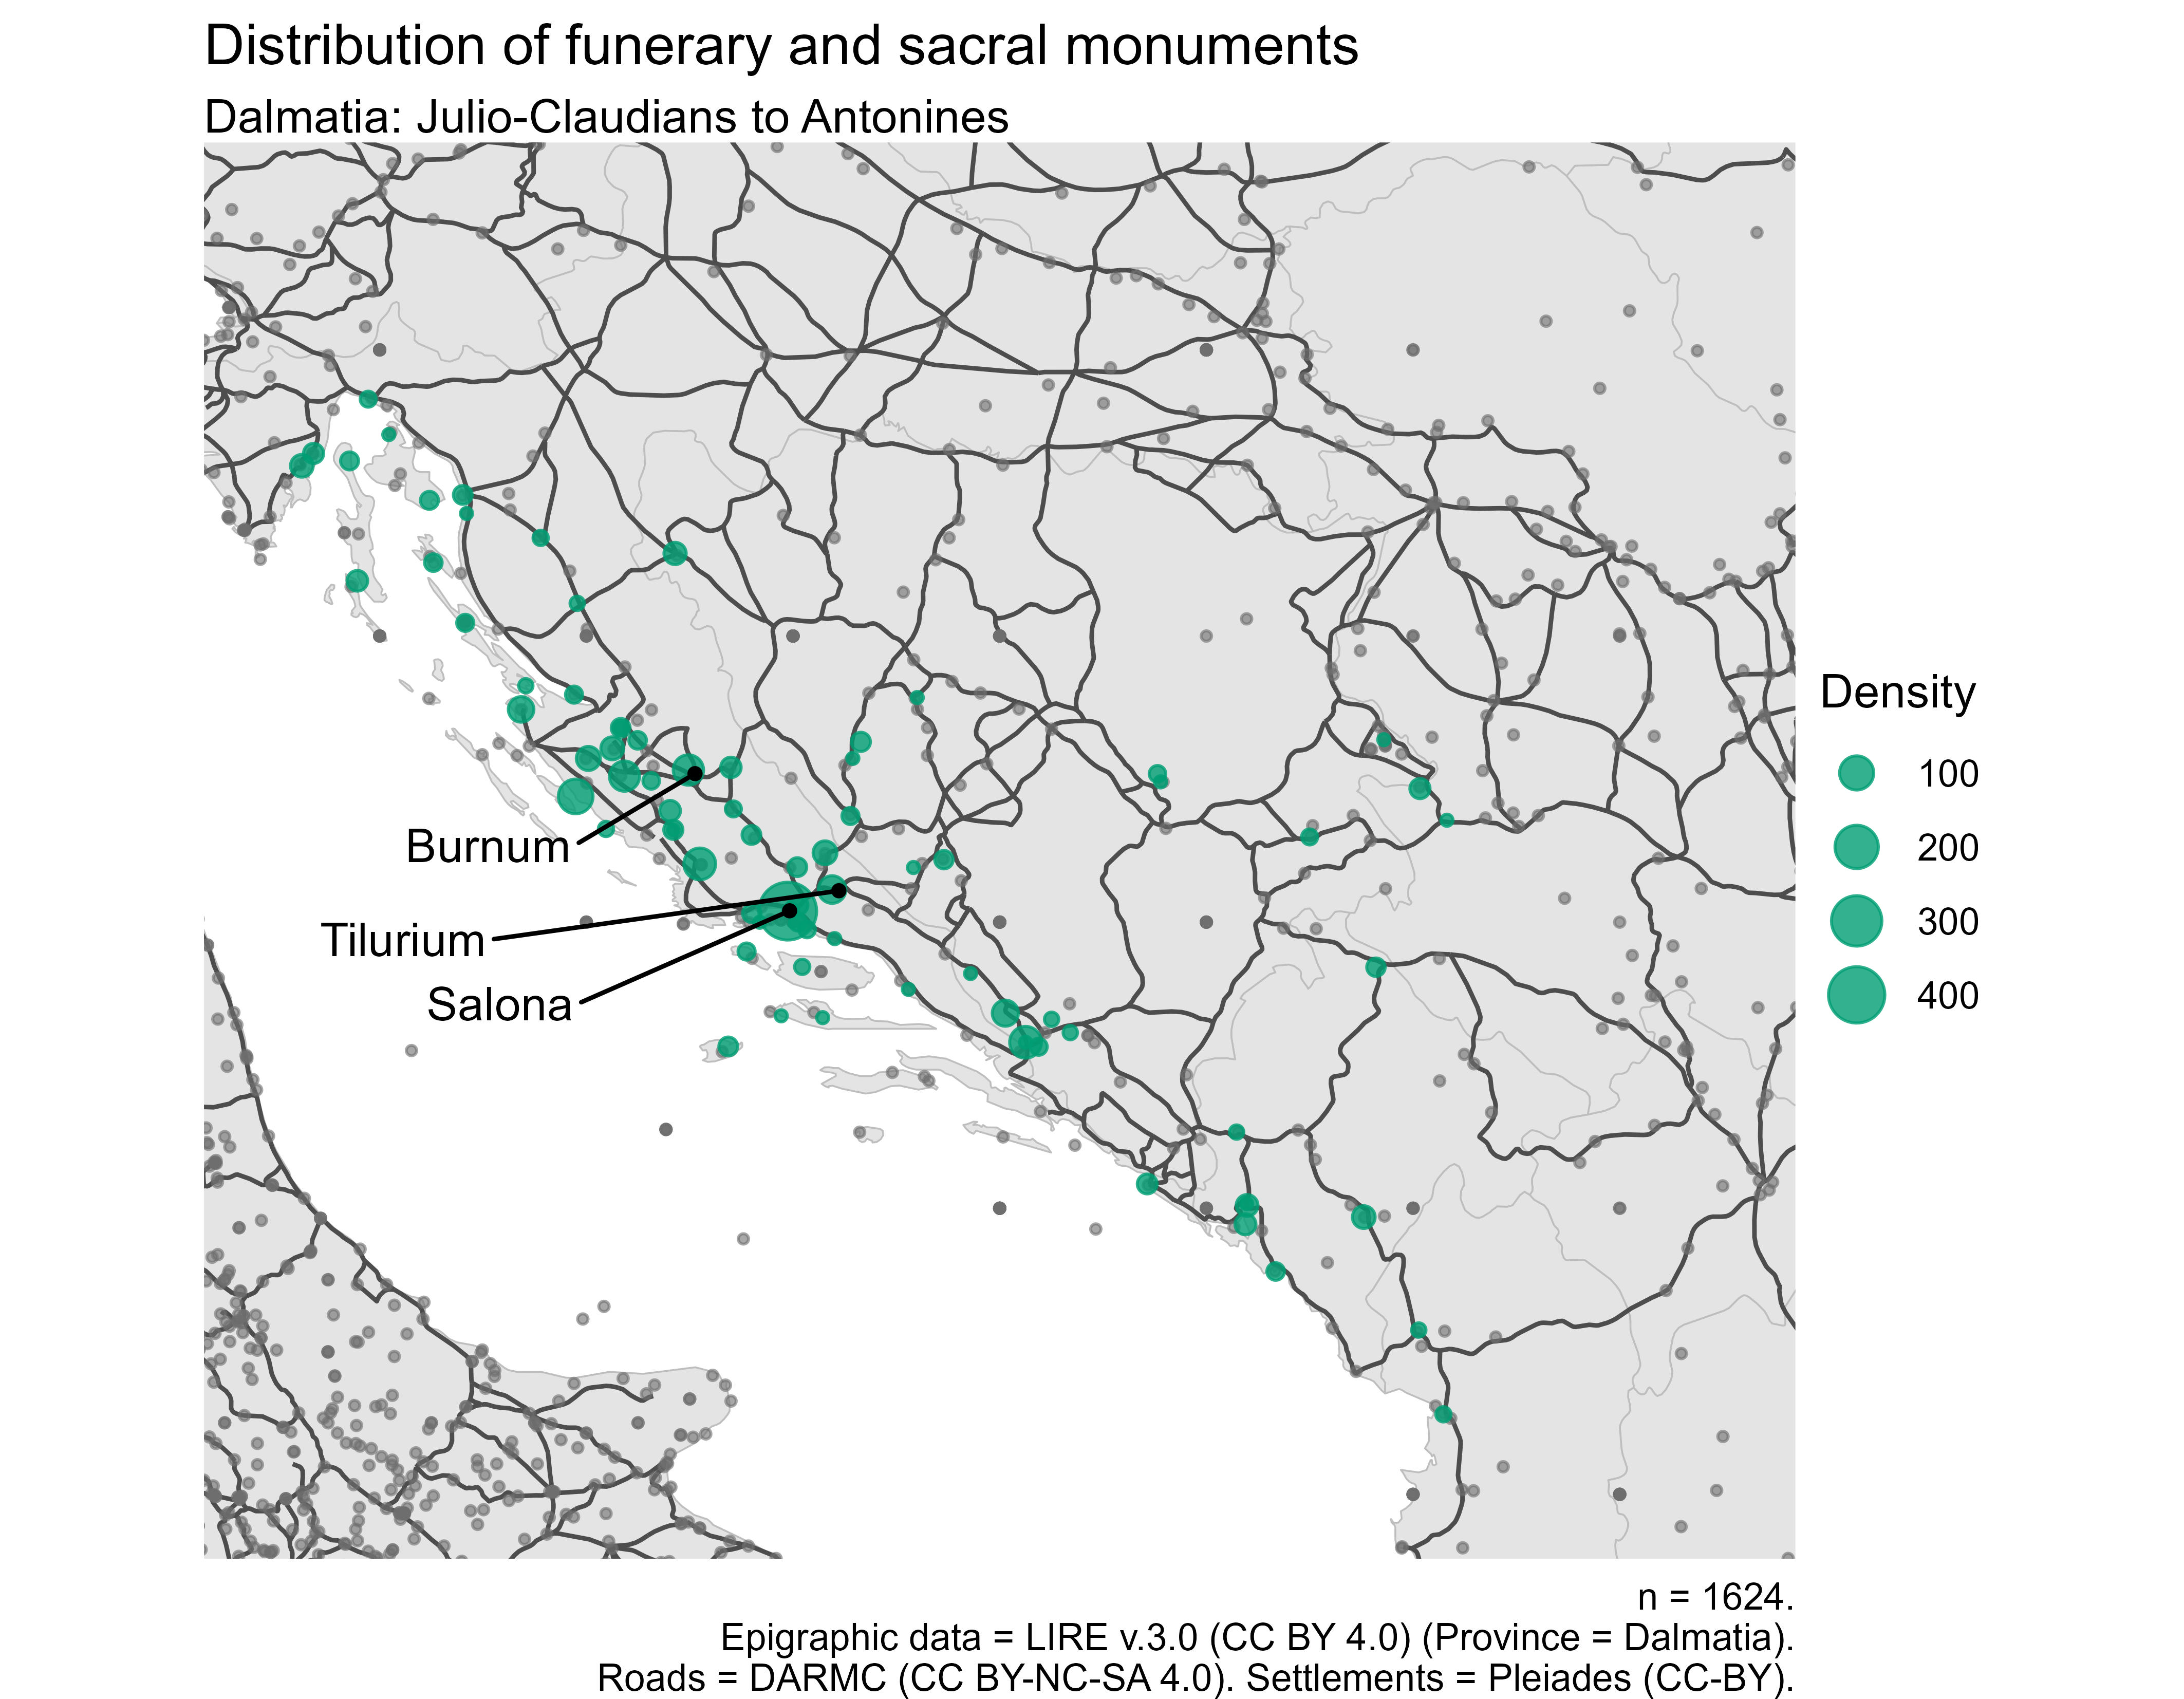 Distribution of funerary and sacral monuments
Dalmatia: Julio-Claudians to Antonines
Burnum
Tilurium
Salona
Density
100
200
300
400
n = 1624.
Epigraphic data = LIRE v.3.0 (CC BY 4.0) (Province = Dalmatia).
Roads = DARMC (CC BY-NC-SA 4.0). Settlements = Pleiades (CC-BY).